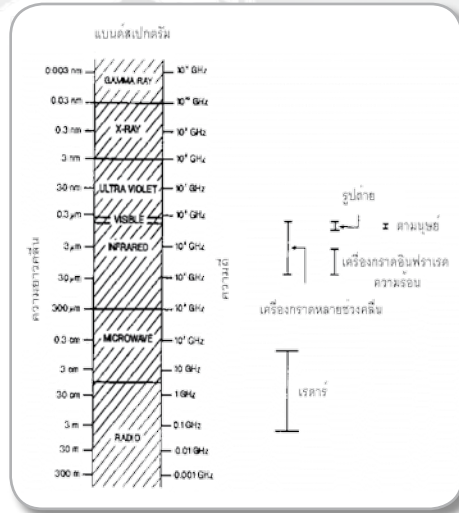 แบนด์สเปกตรัม
0.003 nm
GAMMA RAY
0.03 nm
0.3 nm
X-RAY
3 nm
30 nm
ULTRA VIOLET
0.3 μm
VISIBLE
3 μm
INFRARED
30 μm
300 μm
0.3 cm
MICROWAVE
3 cm
30 cm
1 GHz
3 m
RADIO
0.1 GHz
30 m
0.01 GHz
300 m
0.001 GHz
10 GHz
ความยาวคลื่น
ความถี่
รูปถ่าย
ตามนุษย์
เครื่องกราดอินฟราเรด
ความร้อน
เครื่องกราดหลายช่วงคลื่น
เรดาร์